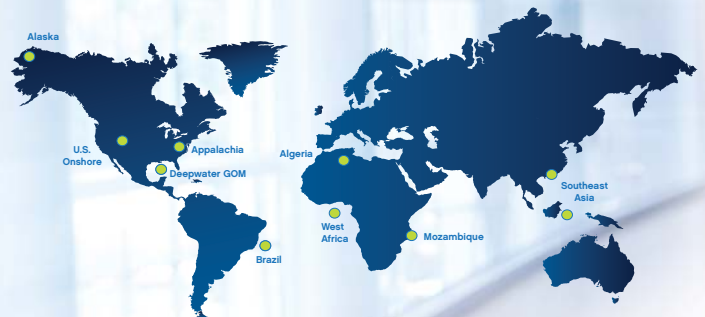 Alaska
U.S.
Onshore
Appalachia
Deepwater GOM
Brazil
Algeria
West
Africa
Mozambique
Southeast
Asia